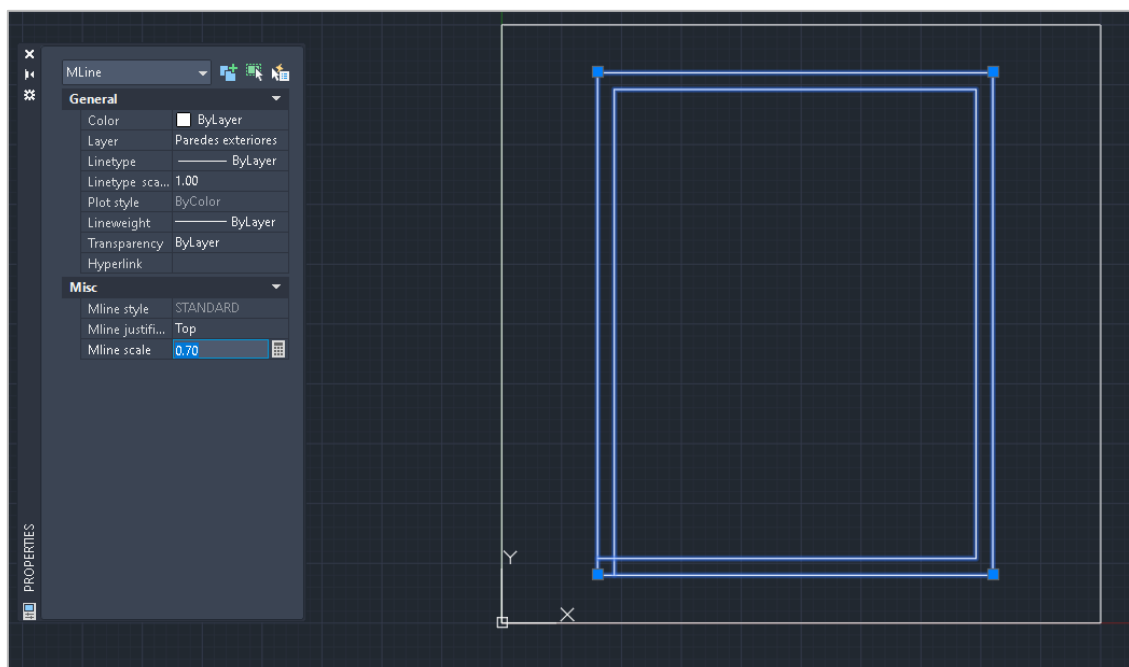 MLine
General
Color ByLayer
Layer Paredes exteriores
Linetype ByLayer
Linetype sca... 1.00
Plot style ByColor
Lineweight ByLayer
Transparency ByLayer
Hyperlink
Misc
Mline style STANDARD
Mline justifi... Top
Mline scale 0.70
PROPERTIES
Y
X